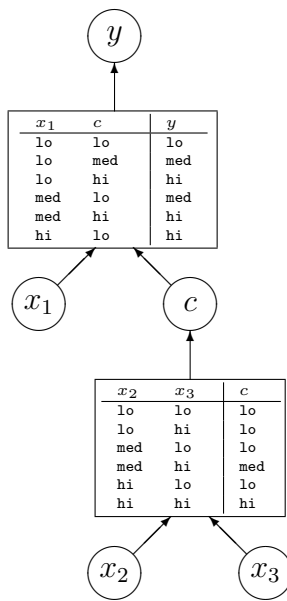 y
x₁ c y
lo lo lo
lo med med
lo hi hi
med lo med
med hi hi
hi lo hi
x₁ c
x₂ x₃ c
lo lo lo
lo hi lo
med lo lo
med hi med
hi lo lo
hi hi hi
x₂ x₃